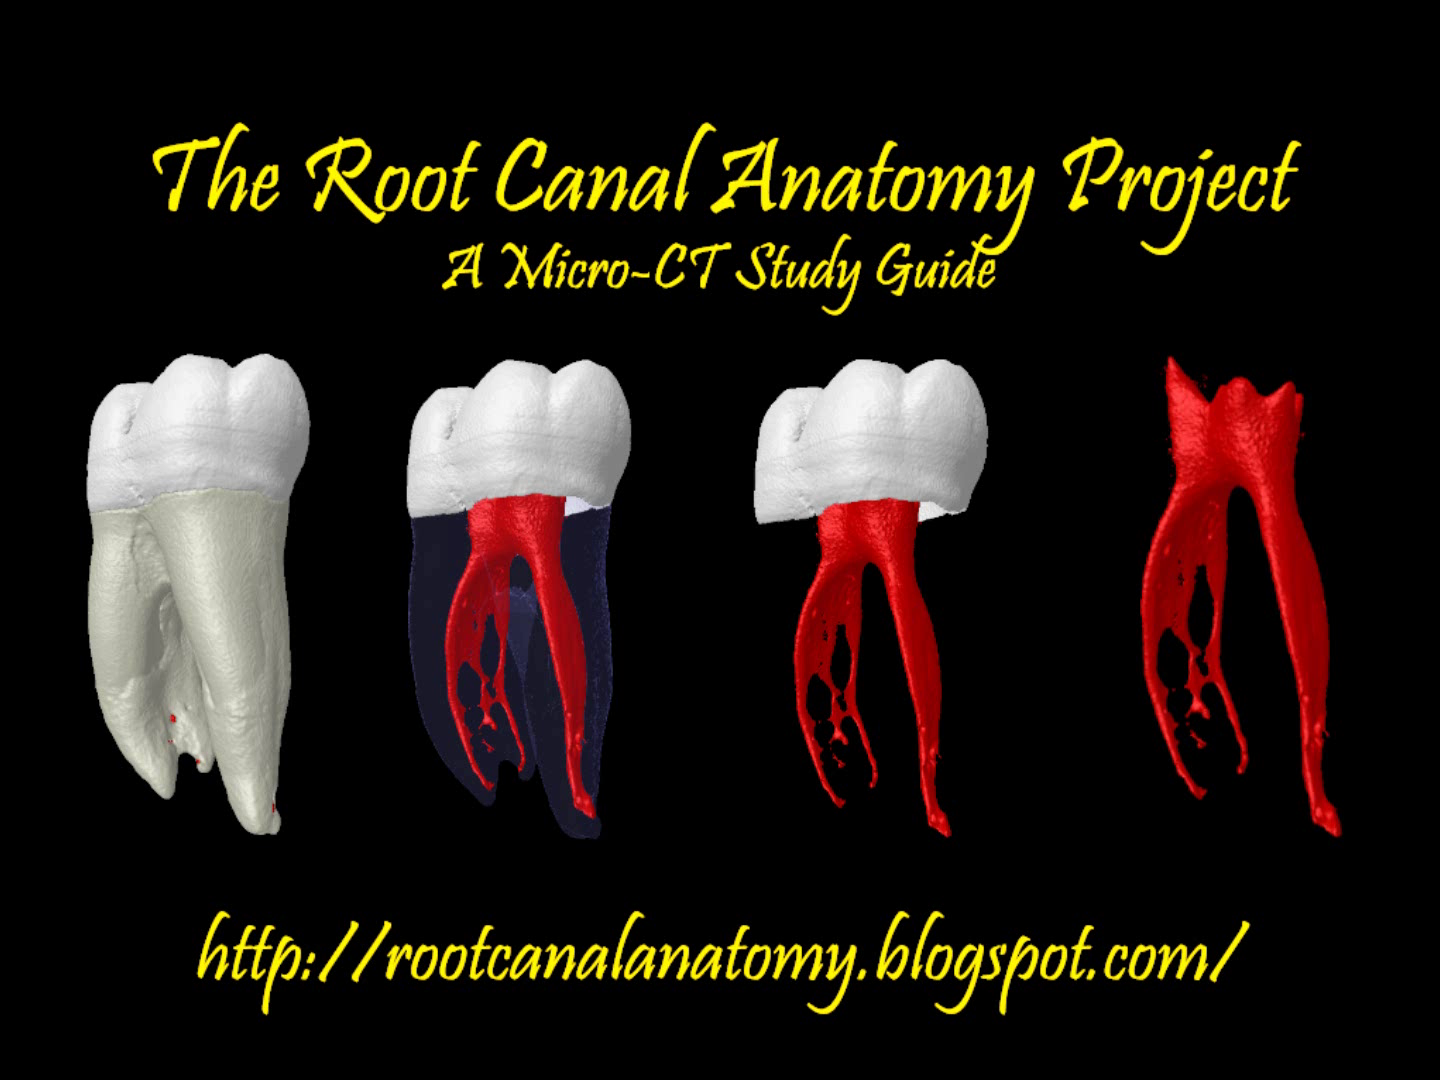 The Root Canal Anatomy Project
A Micro-CT Study Guide
http://rootcanalanatomy.blogspot.com/